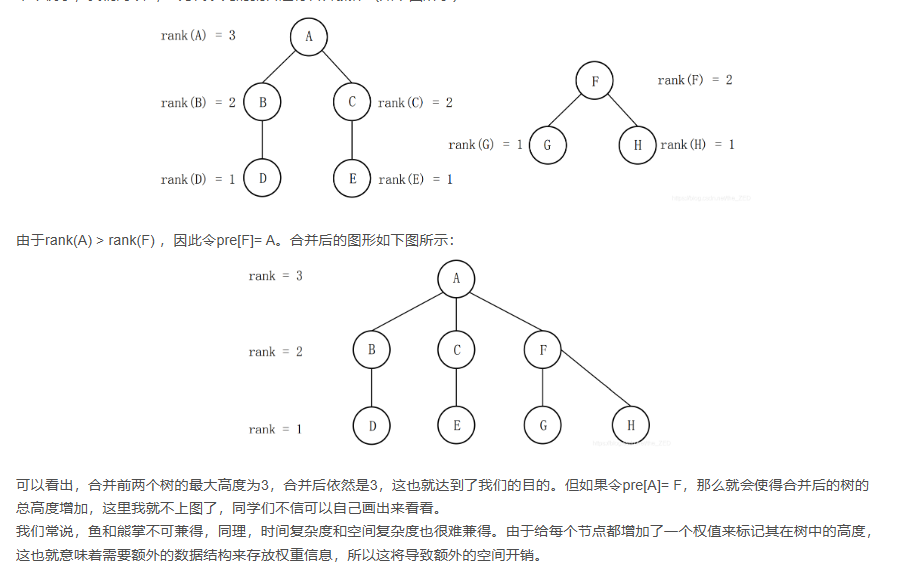 rank(A) = 3
A
F
rank(F) = 2
rank(B) = 2
B
C
rank(C) = 2
rank(G) = 1
G
H
rank(H) = 1
rank(D) = 1
D
E
rank(E) = 1
由于rank(A) > rank(F) ，因此令pre[F]= A。合并后的图形如下图所示：
rank = 3
A
rank = 2
B
C
F
rank = 1
D
E
G
H
可以看出，合并前两个树的最大高度为3，合并后依然是3，这也就达到了我们的目的。但如果令pre[A]= F，那么就会使得合并后的树的
总高度增加，这里我就不上图了，同学们不信可以自己画出来看看。
我们常说，鱼和熊掌不可兼得，同理，时间复杂度和空间复杂度也很难兼得。由于给每个节点都增加了一个权值来标记其在树中的高度，
这也就意味着需要额外的数据结构来存放权重信息，所以这将导致额外的空间开销。